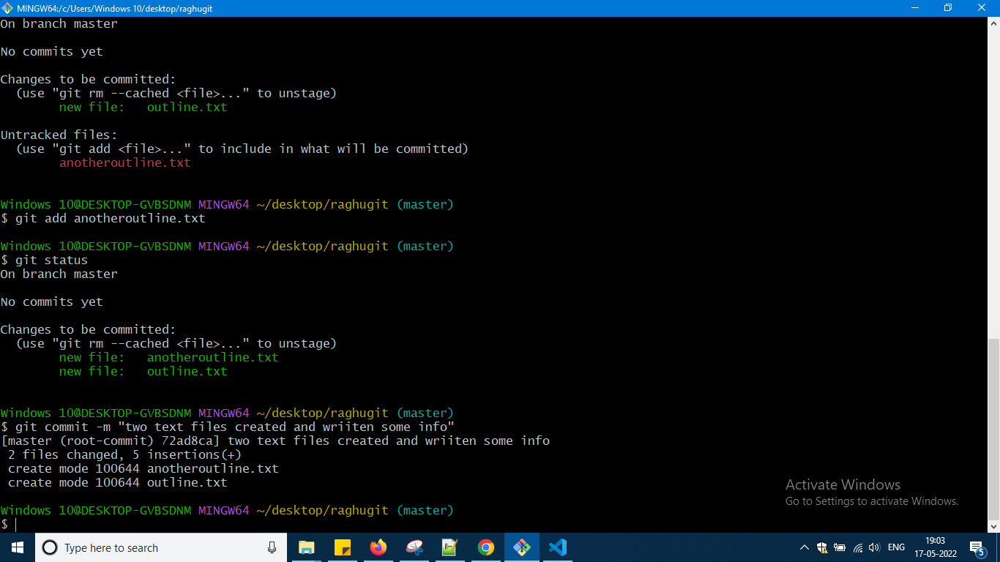 MINGW64:/c/Users/Windows 10/desktop/raghugit
On branch master
No commits yet
Changes to be committed:
  (use "git rm --cached <file>..." to unstage)
        new file:   outline.txt
Untracked files:
  (use "git add <file>..." to include in what will be committed)
        anotheroutline.txt
Windows 10@DESKTOP-GVBSDNM MINGW64 ~/desktop/raghugit (master)
$ git add anotheroutline.txt
Windows 10@DESKTOP-GVBSDNM MINGW64 ~/desktop/raghugit (master)
$ git status
On branch master
No commits yet
Changes to be committed:
  (use "git rm --cached <file>..." to unstage)
        new file:   anotheroutline.txt
        new file:   outline.txt
Windows 10@DESKTOP-GVBSDNM MINGW64 ~/desktop/raghugit (master)
$ git commit -m "two text files created and wriiten some info"
[master (root-commit) 72ad8ca] two text files created and wriiten some info
 2 files changed, 5 insertions(+)
 create mode 100644 anotheroutline.txt
 create mode 100644 outline.txt
Windows 10@DESKTOP-GVBSDNM MINGW64 ~/desktop/raghugit (master)
$
Activate Windows
Go to Settings to activate Windows.
Type here to search
ENG
19:03
17-05-2022
5